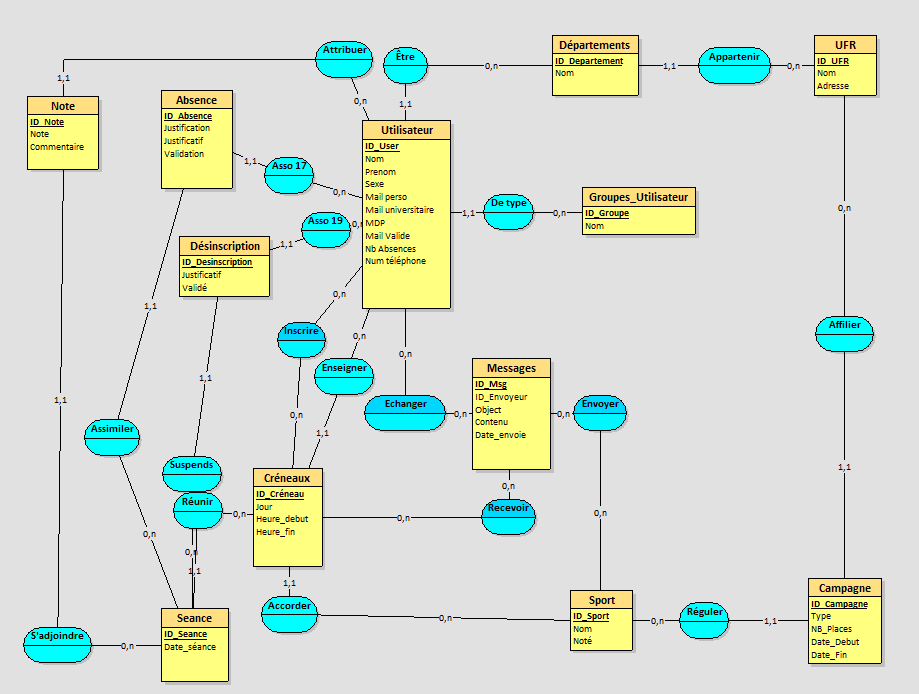 Attribuer
Être
0,n
Départements
ID_Departement
Nom
1,1
Appartenir
0,n
UFR
ID_UFR
Nom
Adresse
1,1
0,n
1,1
Note
ID_Note
Note
Commentaire
Absence
ID_Absence
Justification
Justificatif
Validation
1,1
Asso 17
0,n
Utilisateur
ID_User
Nom
Prenom
Sexe
Mail perso
Mail universitaire
MDP
Mail Valide
Nb Absences
Num téléphone
1,1
De type
0,n
Groupes_Utilisateur
ID_Groupe
Nom
0,n
Désinscription
ID_Desinscription
Justificatif
Validé
1,1
Asso 19
0,n
0,n
1,1
Inscrire
0,n
Enseigner
0,n
Affilier
1,1
1,1
0,n
1,1
Echanger
0,n
Messages
ID_Msg
ID_Envoyeur
Object
Contenu
Date_envoie
0,n
Envoyer
Assimiler
Suspends
Réunir
0,n
Créneaux
ID_Créneau
Jour
Heure_debut
Heure_fin
0,n
0,n
Recevoir
0,n
1,1
0,n
0,n
1,1
1,1
Accorder
0,n
Sport
ID_Sport
Nom
Noté
0,n
Réguler
1,1
Campagne
ID_Campagne
Type
NB_Places
Date_Debut
Date_Fin
S'adjoindre
0,n
Seance
ID_Seance
Date_séance